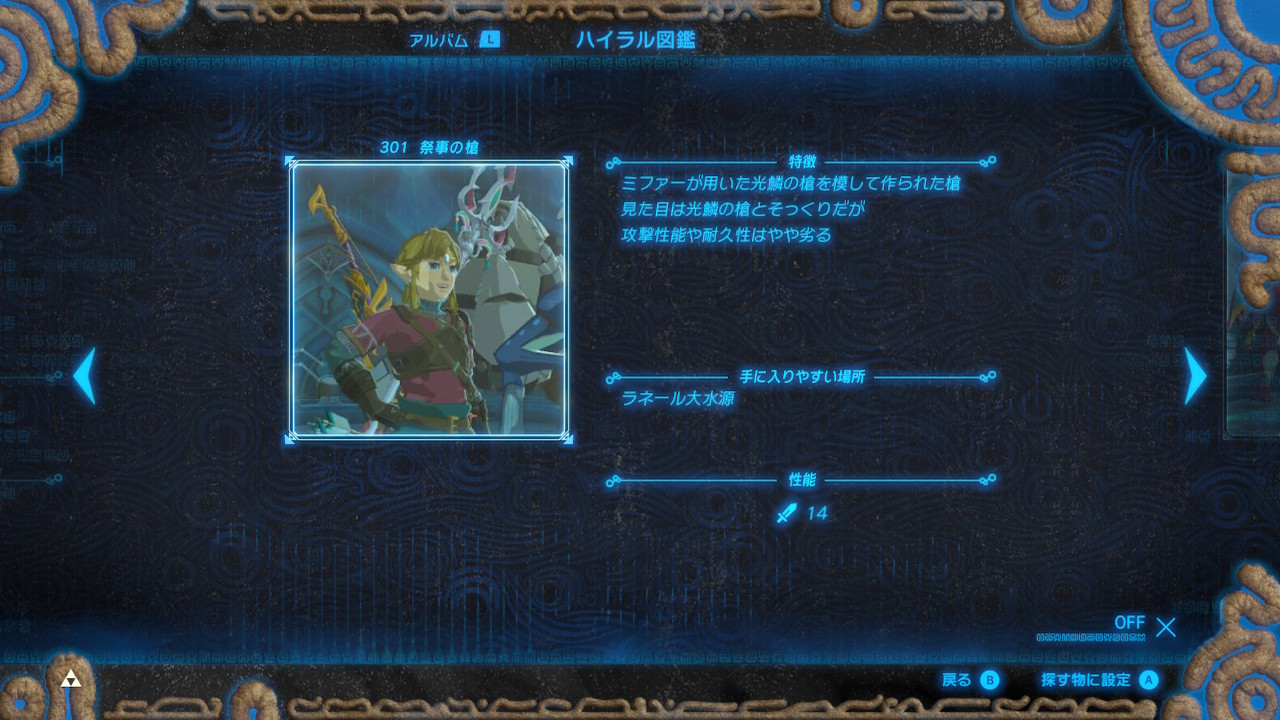 アルバム L
ハイラル図鑑
301 祭事の槍
特徴
ミファーが用いた光鱗の槍を模して作られた槍
見た目は光鱗の槍とそっくりだが
攻撃性能や耐久性はやや劣る
手に入りやすい場所
ラネール大水源
性能
14
OFF
戻る B
探す物に設定 A